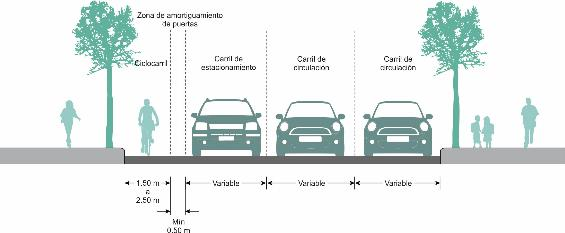 Zona de amortiguamiento
de puertas
Ciclocarril
Carril de
estacionamiento
Carril de
circulación
Carril de
circulación
1.50 m
a
2.50 m
Variable
Variable
Variable
Min
0.50 m